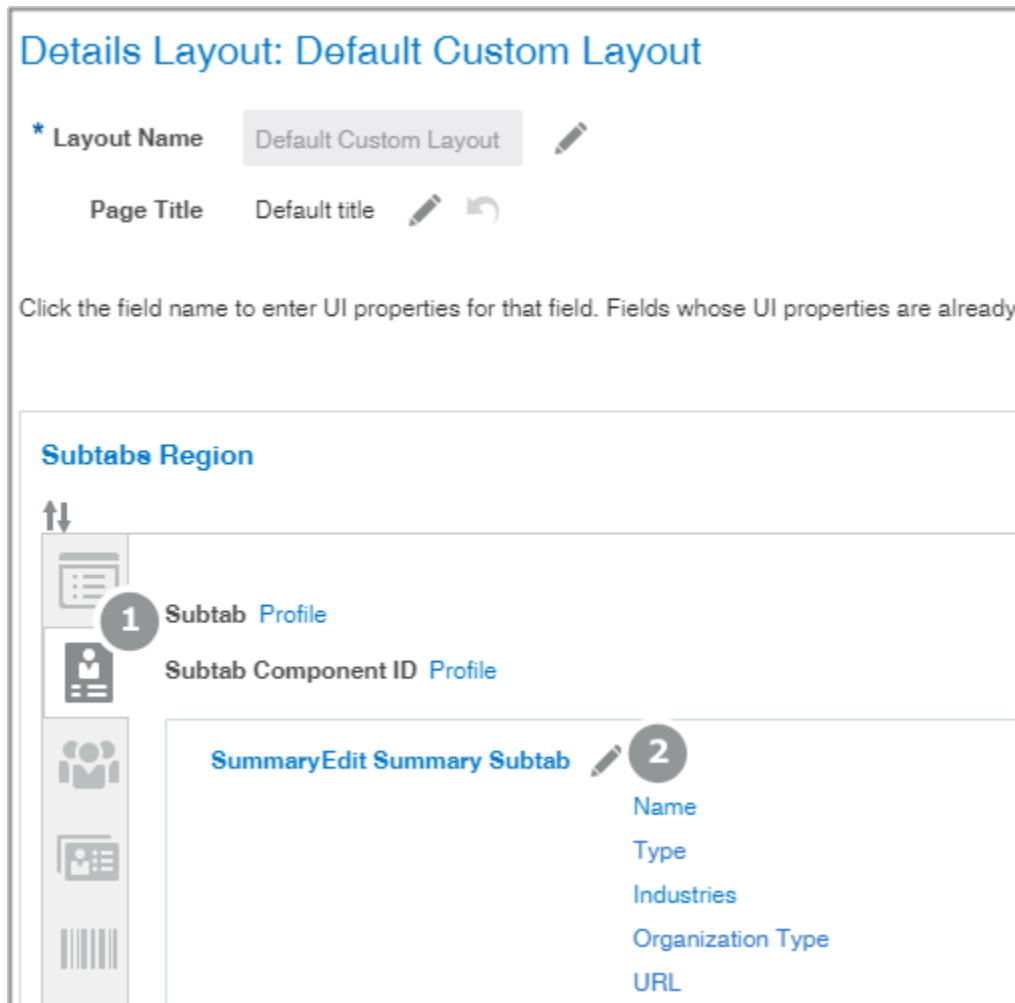 Details Layout: Default Custom Layout
* Layout Name Default Custom Layout
Page Title Default title
Click the field name to enter UI properties for that field. Fields whose UI properties are already
Subtabs Region
1
Subtab Profile
Subtab Component ID Profile
SummaryEdit Summary Subtab 2
Name
Type
Industries
Organization Type
URL